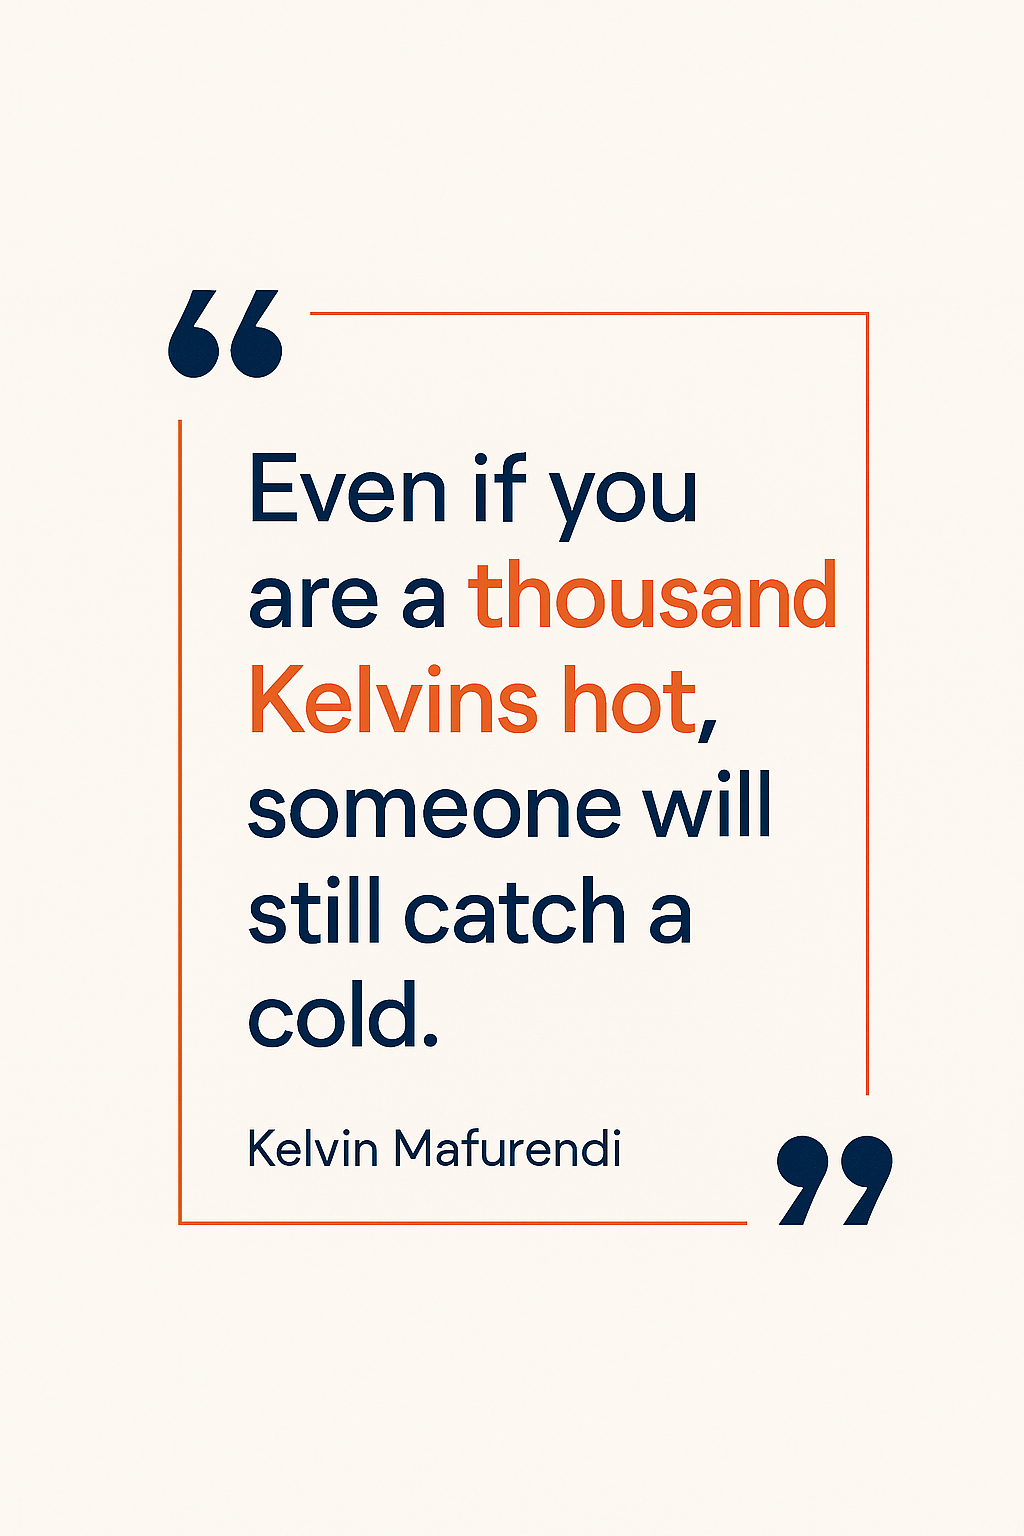 “
Even if you
are a thousand
Kelvins hot,
someone will
still catch a
cold.
Kelvin Mafurendi
”